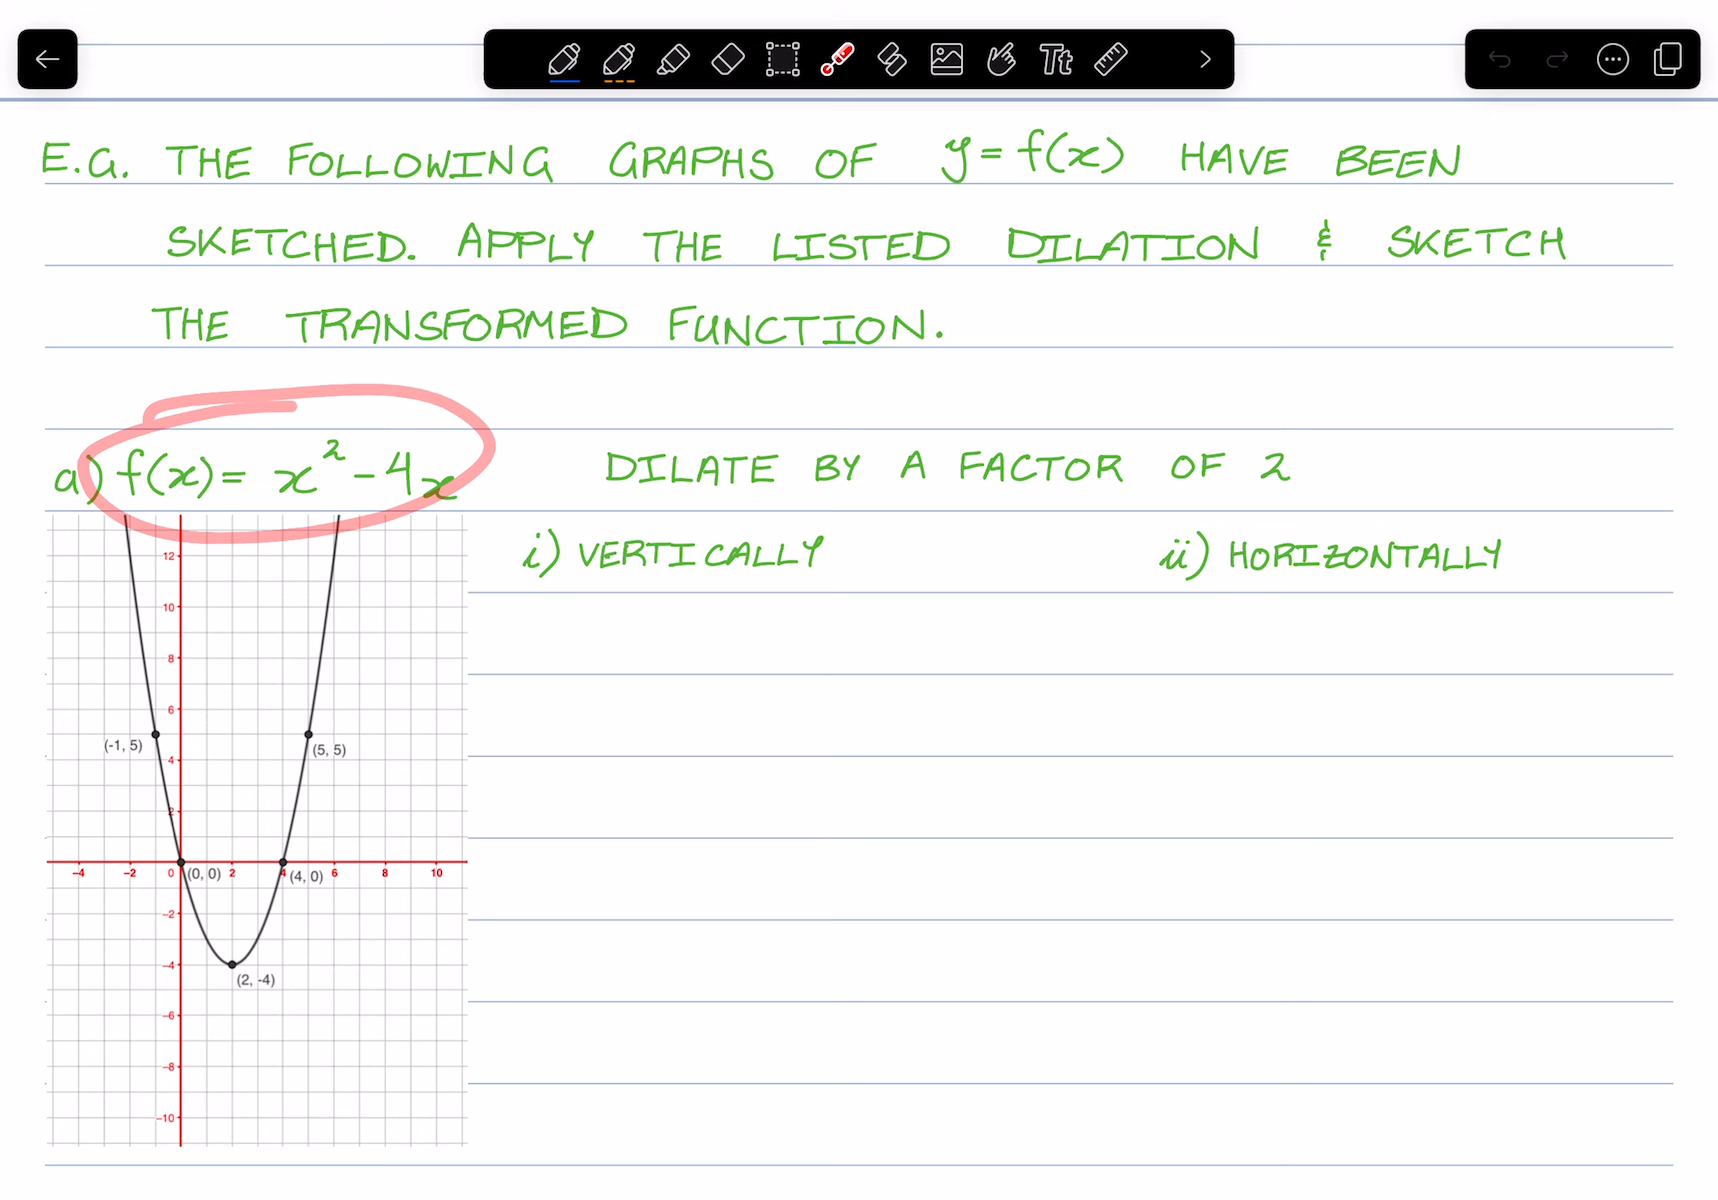 Tt
E.G. THE FOLLOWING GRAPHS OF y = f(x) HAVE BEEN
SKETCHED. APPLY THE LISTED DILATION & SKETCH
THE TRANSFORMED FUNCTION.
a) f(x) = x² - 4x
DILATE BY A FACTOR OF 2
i) VERTICALLY
ii) HORIZONTALLY
12
10
8
6
(-1, 5)
(5, 5)
4
2
-4 -2 0 (0, 0) 2 4 (4, 0) 6 8 10
-2
-4
(2, -4)
-6
-8
-10